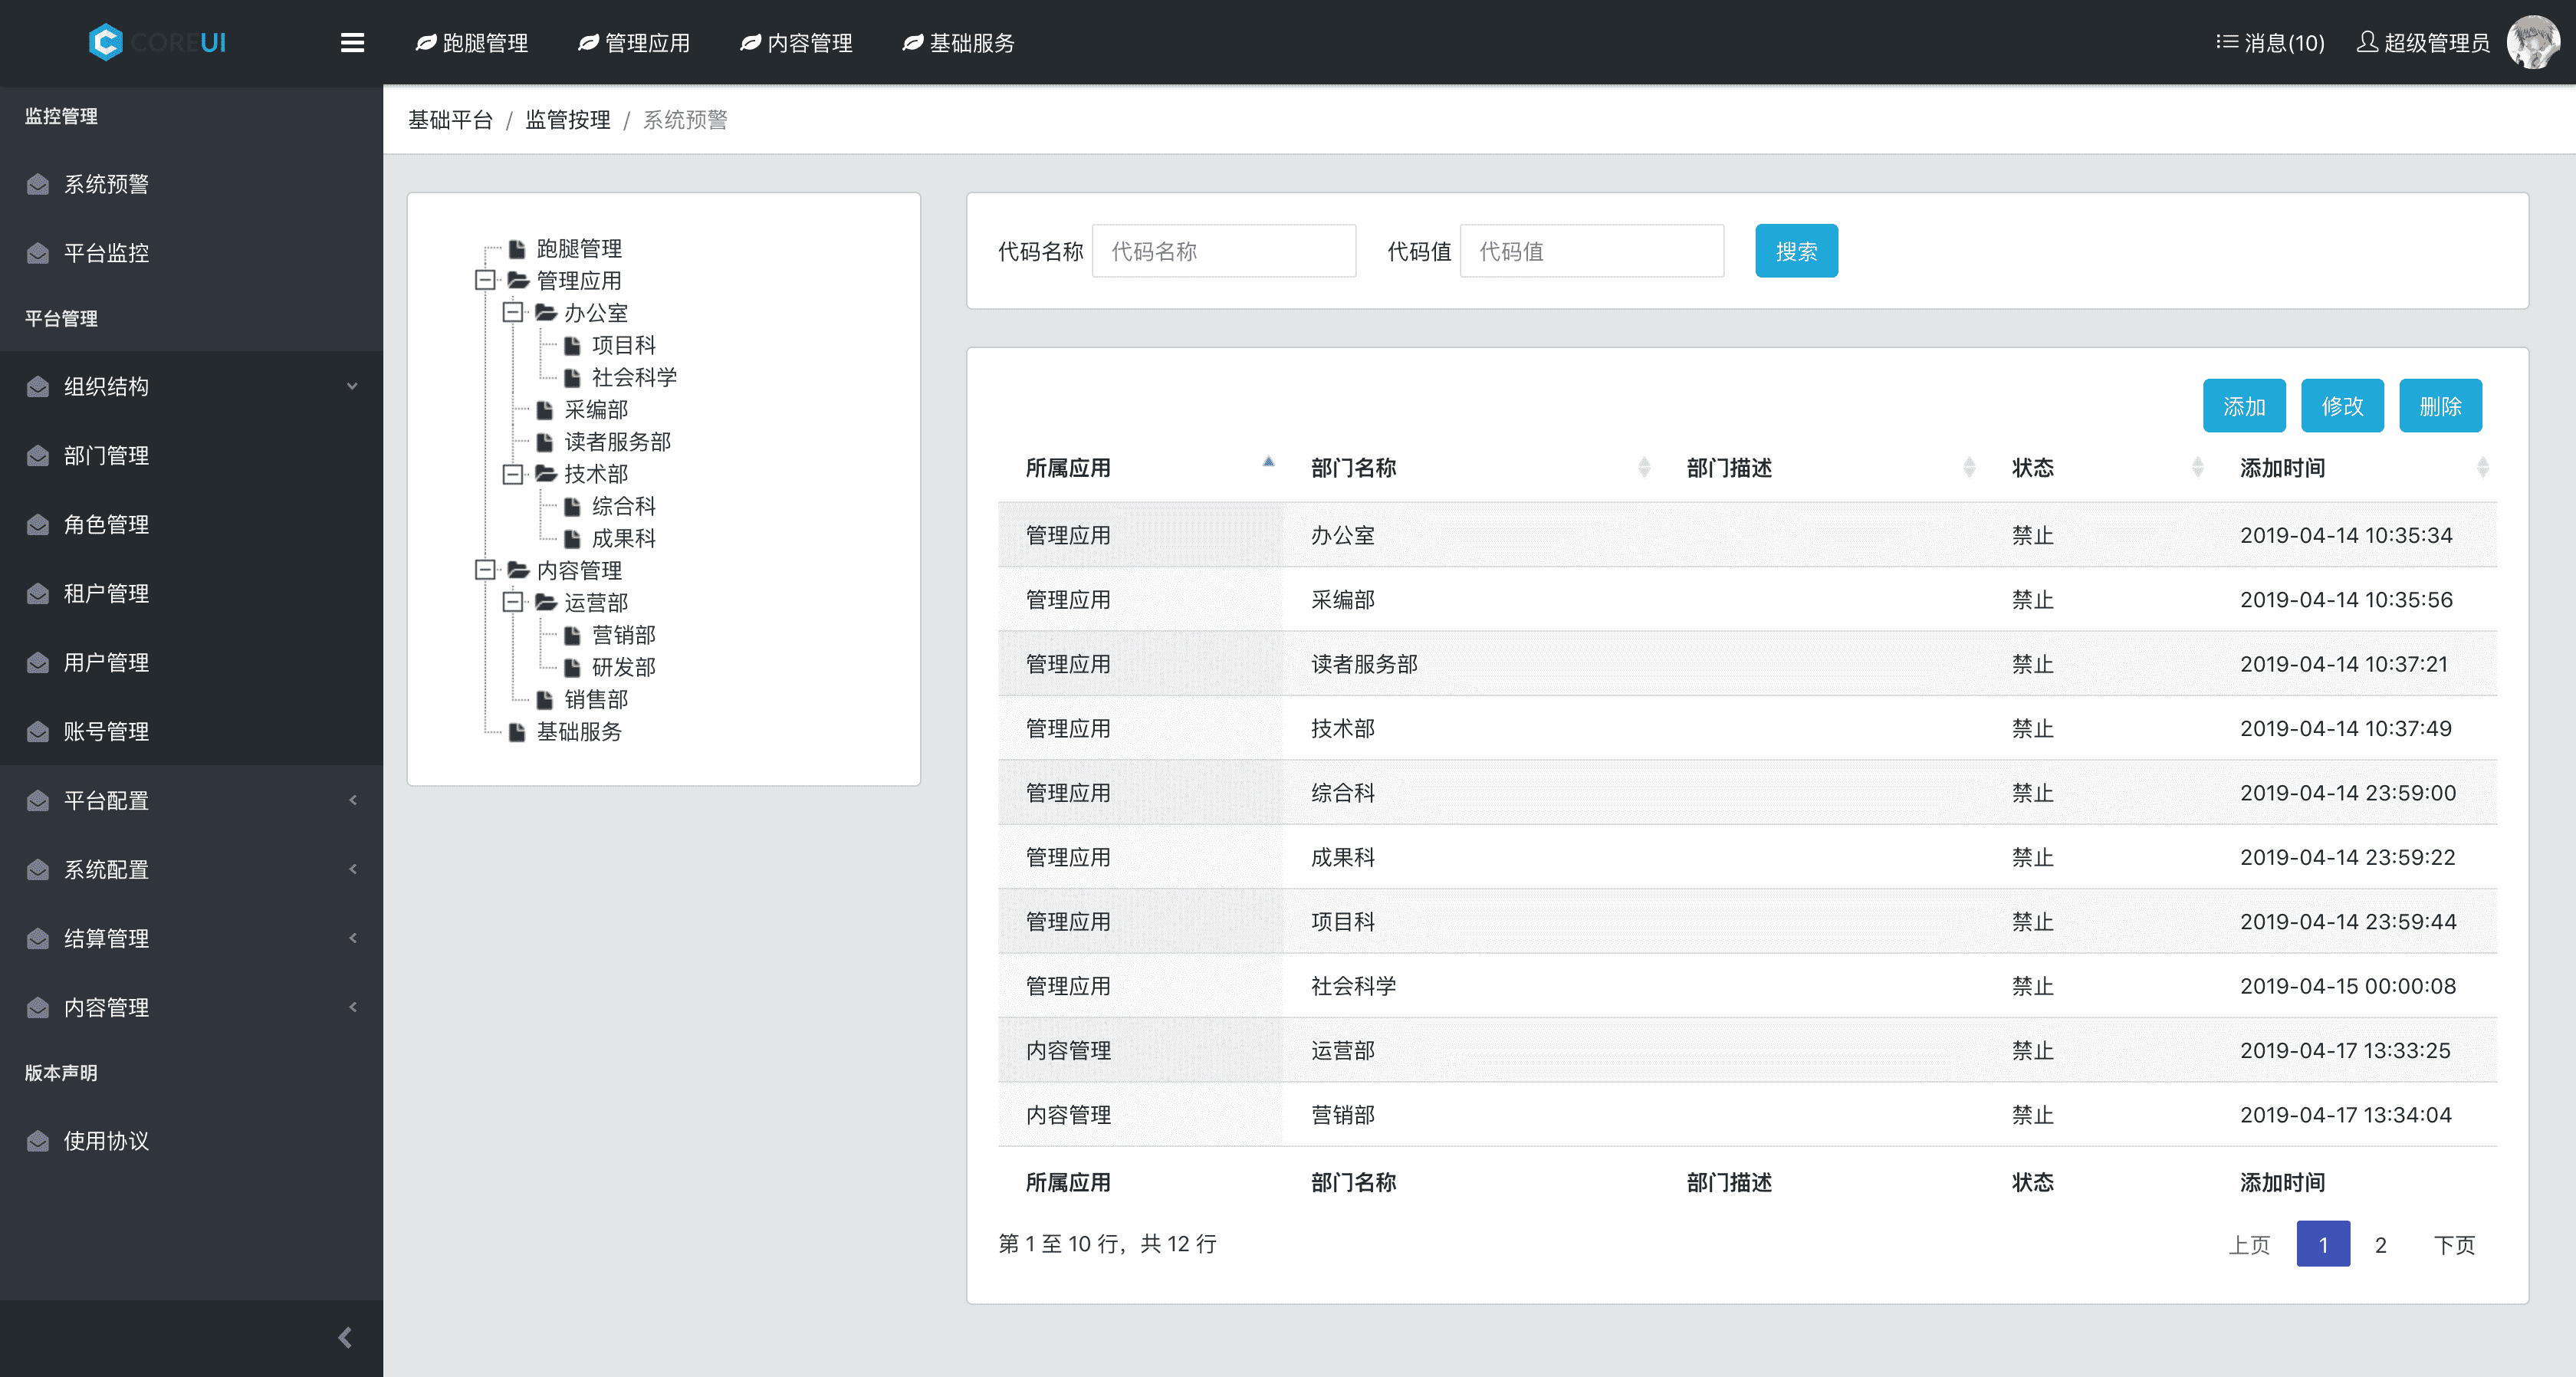 COREUI
跑腿管理 管理应用 内容管理 基础服务
消息(10) 超级管理员
监控管理
系统预警
平台监控
平台管理
组织结构
部门管理
角色管理
租户管理
用户管理
账号管理
平台配置
系统配置
结算管理
内容管理
版本声明
使用协议
基础平台 / 监管按理 / 系统预警
跑腿管理
管理应用
办公室
项目科
社会科学
采编部
读者服务部
技术部
综合科
成果科
内容管理
运营部
营销部
研发部
销售部
基础服务
代码名称 代码名称 代码值 代码值 搜索
添加 修改 删除
所属应用 部门名称 部门描述 状态 添加时间
管理应用 办公室 禁止 2019-04-14 10:35:34
管理应用 采编部 禁止 2019-04-14 10:35:56
管理应用 读者服务部 禁止 2019-04-14 10:37:21
管理应用 技术部 禁止 2019-04-14 10:37:49
管理应用 综合科 禁止 2019-04-14 23:59:00
管理应用 成果科 禁止 2019-04-14 23:59:22
管理应用 项目科 禁止 2019-04-14 23:59:44
管理应用 社会科学 禁止 2019-04-15 00:00:08
内容管理 运营部 禁止 2019-04-17 13:33:25
内容管理 营销部 禁止 2019-04-17 13:34:04
所属应用 部门名称 部门描述 状态 添加时间
第 1 至 10 行，共 12 行
上页 1 2 下页